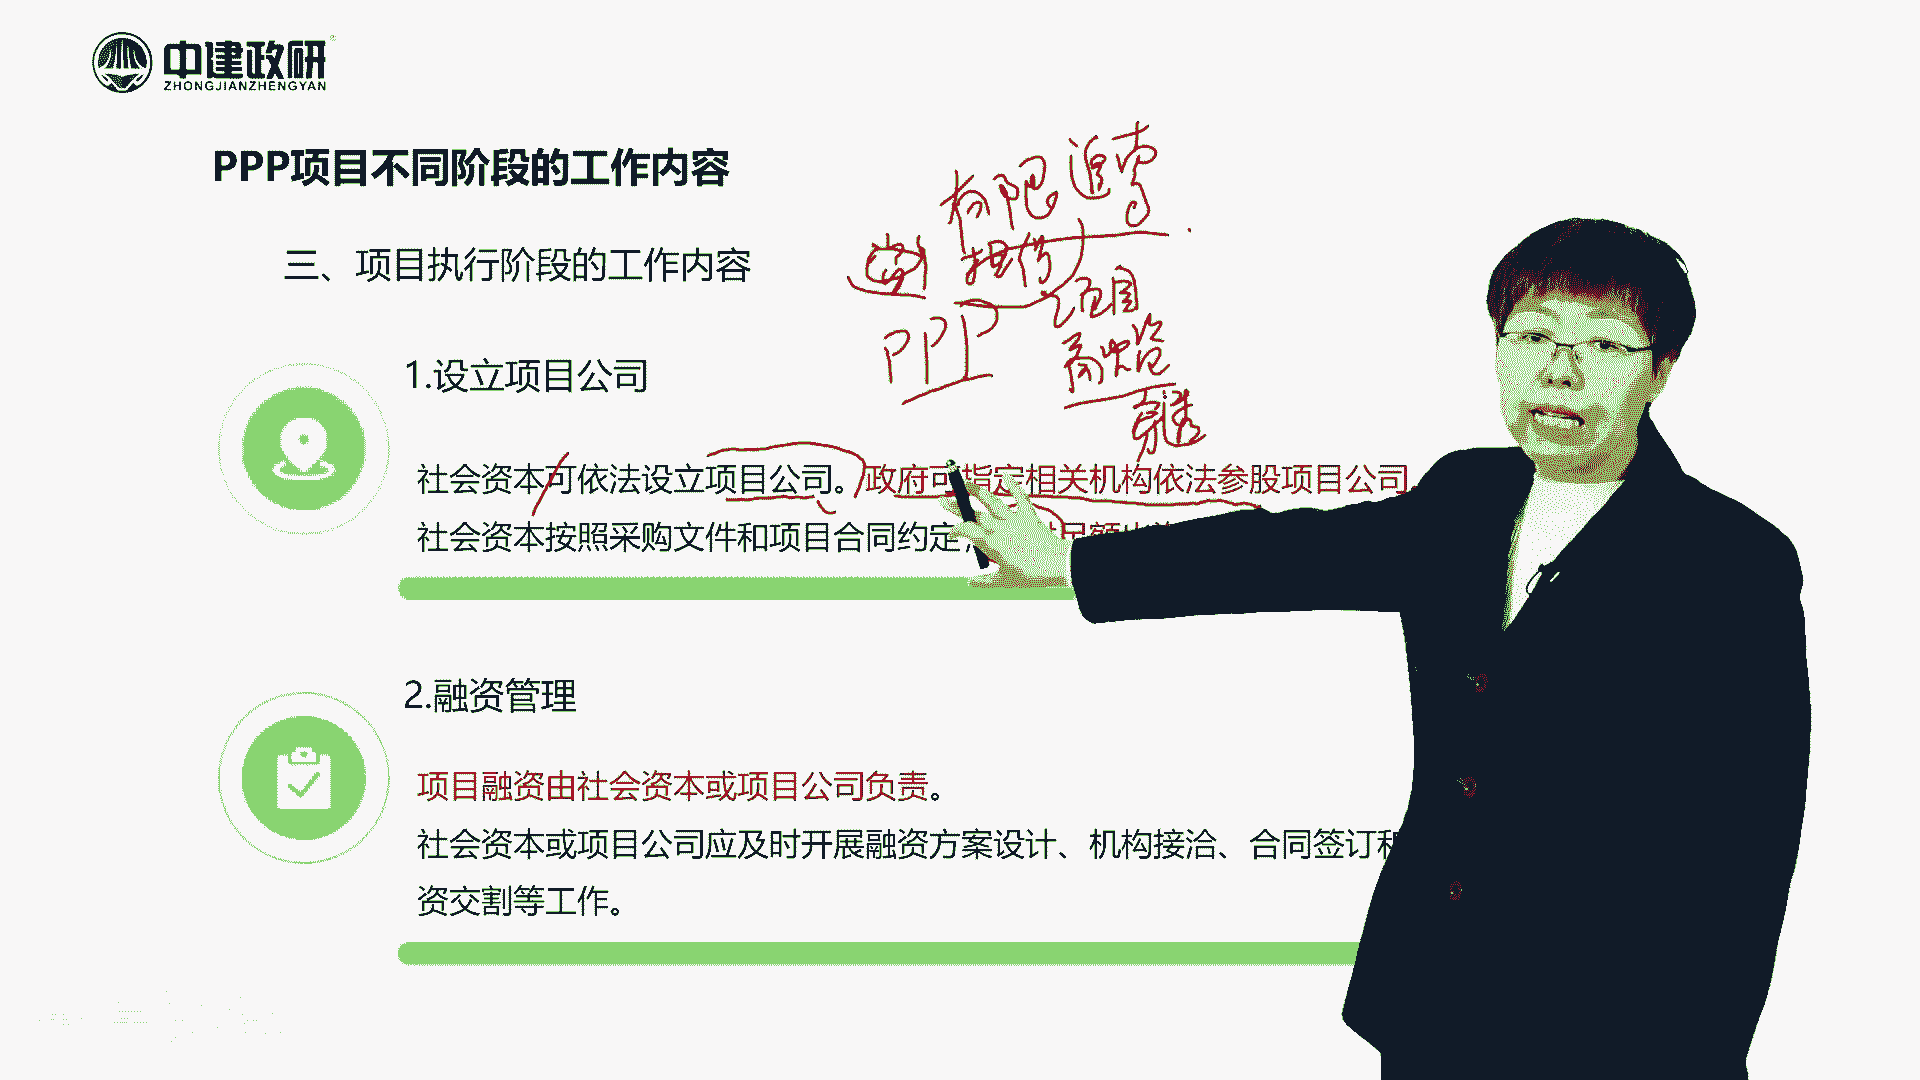 中建政研
ZHONGJIANZHENGYAN
PPP项目不同阶段的工作内容
有限追索
三、项目执行阶段的工作内容
担保
项目
PPP
融资
1.设立项目公司
社会资本可依法设立项目公司。政府可指定相关机构依法参股项目公司
社会资本按照采购文件和项目合同约定,
2.融资管理
项目融资由社会资本或项目公司负责。
社会资本或项目公司应及时开展融资方案设计、机构接洽、合同签订和
资交割等工作。